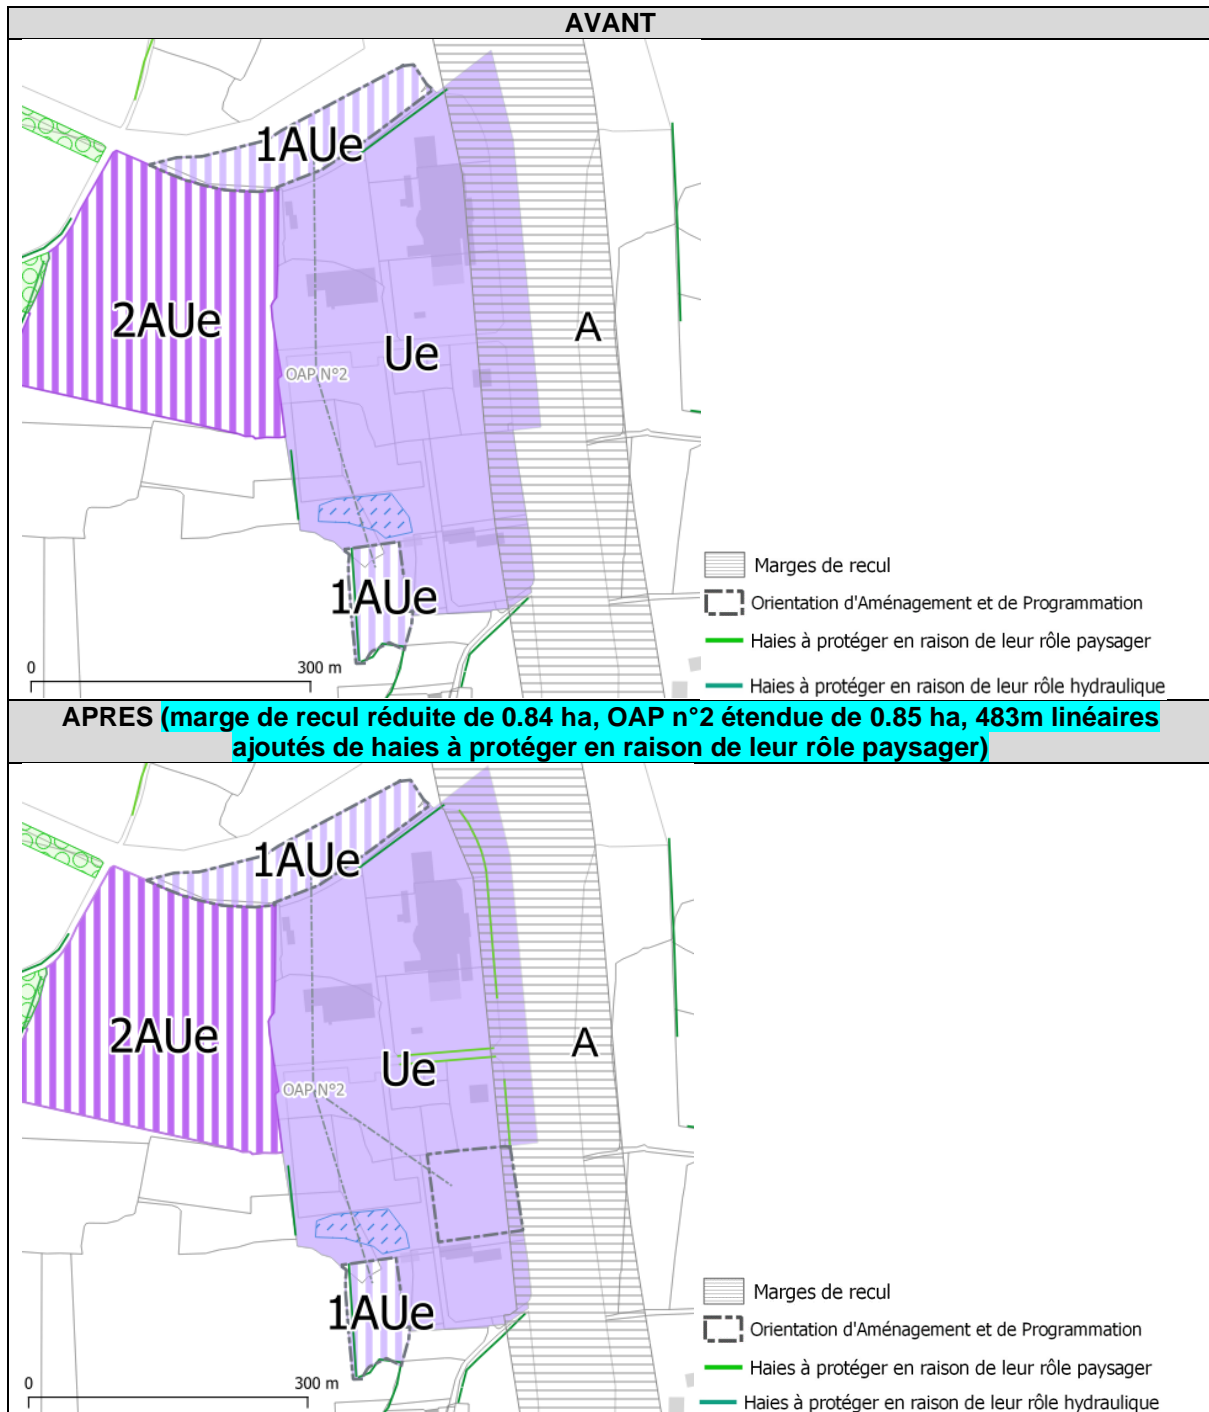 AVANT
1AUe
2AUe
Ue
A
OAP N°2
1AUe
Marges de recul
Orientation d'Aménagement et de Programmation
Haies à protéger en raison de leur rôle paysager
0
300 m
Haies à protéger en raison de leur rôle hydraulique
APRES (marge de recul réduite de 0.84 ha, OAP n°2 étendue de 0.85 ha, 483m linéaires
ajoutés de haies à protéger en raison de leur rôle paysager)
1AUe
2AUe
A
Ue
OAP N°2
1AUe
Marges de recul
Orientation d'Aménagement et de Programmation
Haies à protéger en raison de leur rôle paysager
0
300 m
Haies à protéger en raison de leur rôle hydraulique